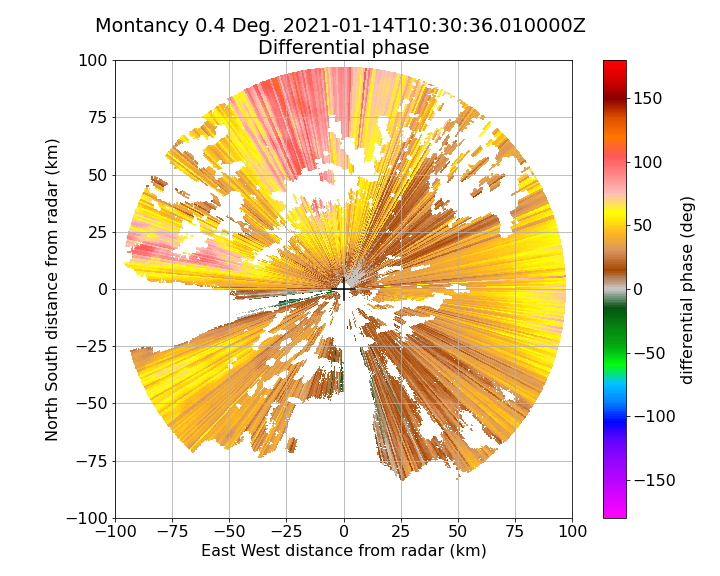 Montancy 0.4 Deg. 2021-01-14T10:30:36.010000Z
Differential phase
North South distance from radar (km)
100
75
50
25
0
−25
−50
−75
−100
−100 −75 −50 −25 0 25 50 75 100
East West distance from radar (km)
150
100
50
0
−50
−100
−150
differential phase (deg)